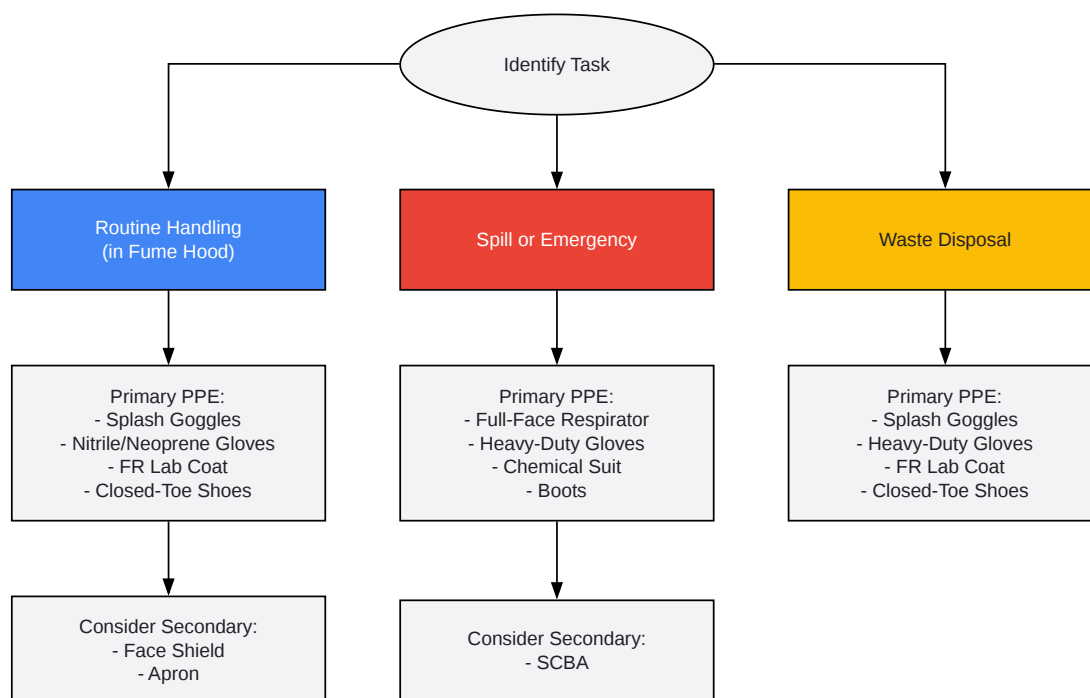 Identify Task
Routine Handling
(in Fume Hood)
Spill or Emergency
Waste Disposal
Primary PPE:
- Splash Goggles
- Nitrile/Neoprene Gloves
- FR Lab Coat
- Closed-Toe Shoes
Primary PPE:
- Full-Face Respirator
- Heavy-Duty Gloves
- Chemical Suit
- Boots
Primary PPE:
- Splash Goggles
- Heavy-Duty Gloves
- FR Lab Coat
- Closed-Toe Shoes
Consider Secondary:
- Face Shield
- Apron
Consider Secondary:
- SCBA